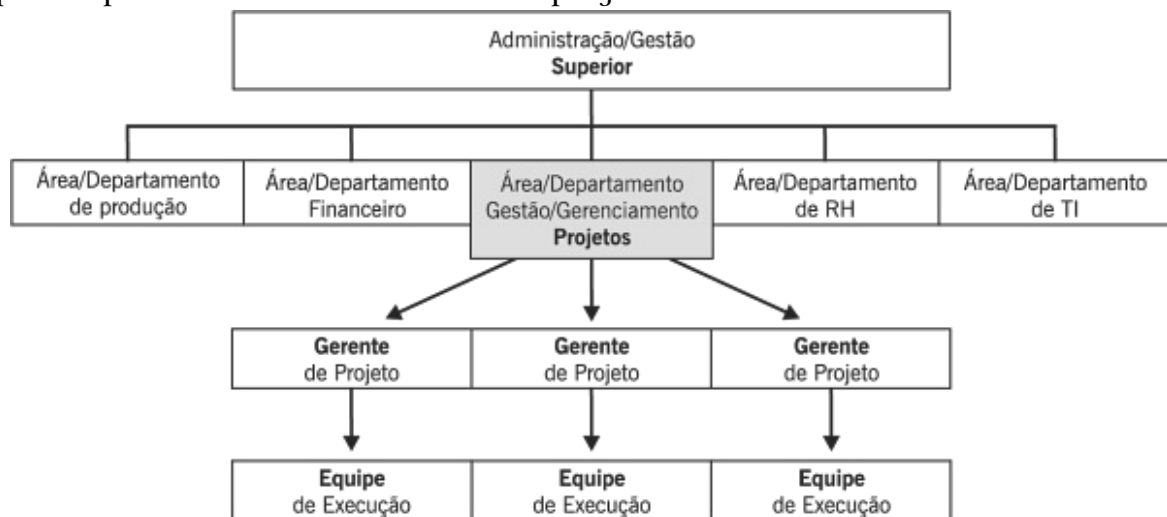 Administração/Gestão
Superior
Área/Departamento
de produção
Área/Departamento
Financeiro
Área/Departamento
Gestão/Gerenciamento
Projetos
Área/Departamento
de RH
Área/Departamento
de TI
Gerente
de Projeto
Gerente
de Projeto
Gerente
de Projeto
Equipe
de Execução
Equipe
de Execução
Equipe
de Execução